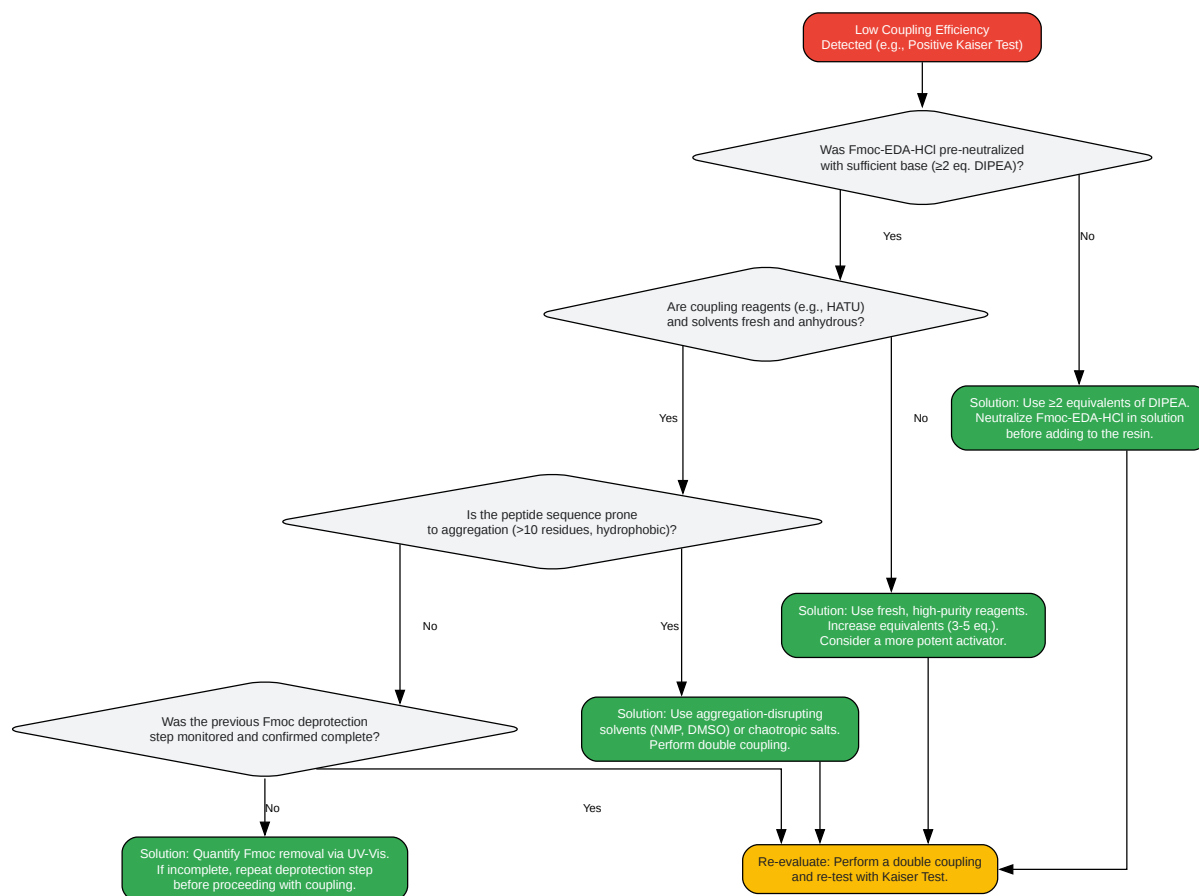 Low Coupling Efficiency
Detected (e.g., Positive Kaiser Test)
Was Fmoc-EDA-HCl pre-neutralized
with sufficient base (≥2 eq. DIPEA)?
Yes
No
Are coupling reagents (e.g., HATU)
and solvents fresh and anhydrous?
Solution: Use ≥2 equivalents of DIPEA.
Neutralize Fmoc-EDA-HCl in solution
before adding to the resin.
Yes
No
Is the peptide sequence prone
to aggregation (>10 residues, hydrophobic)?
Solution: Use fresh, high-purity reagents.
Increase equivalents (3-5 eq.).
Consider a more potent activator.
No
Yes
Was the previous Fmoc deprotection
step monitored and confirmed complete?
Solution: Use aggregation-disrupting
solvents (NMP, DMSO) or chaotropic salts.
Perform double coupling.
No
Yes
Solution: Quantify Fmoc removal via UV-Vis.
If incomplete, repeat deprotection step
before proceeding with coupling.
Re-evaluate: Perform a double coupling
and re-test with Kaiser Test.